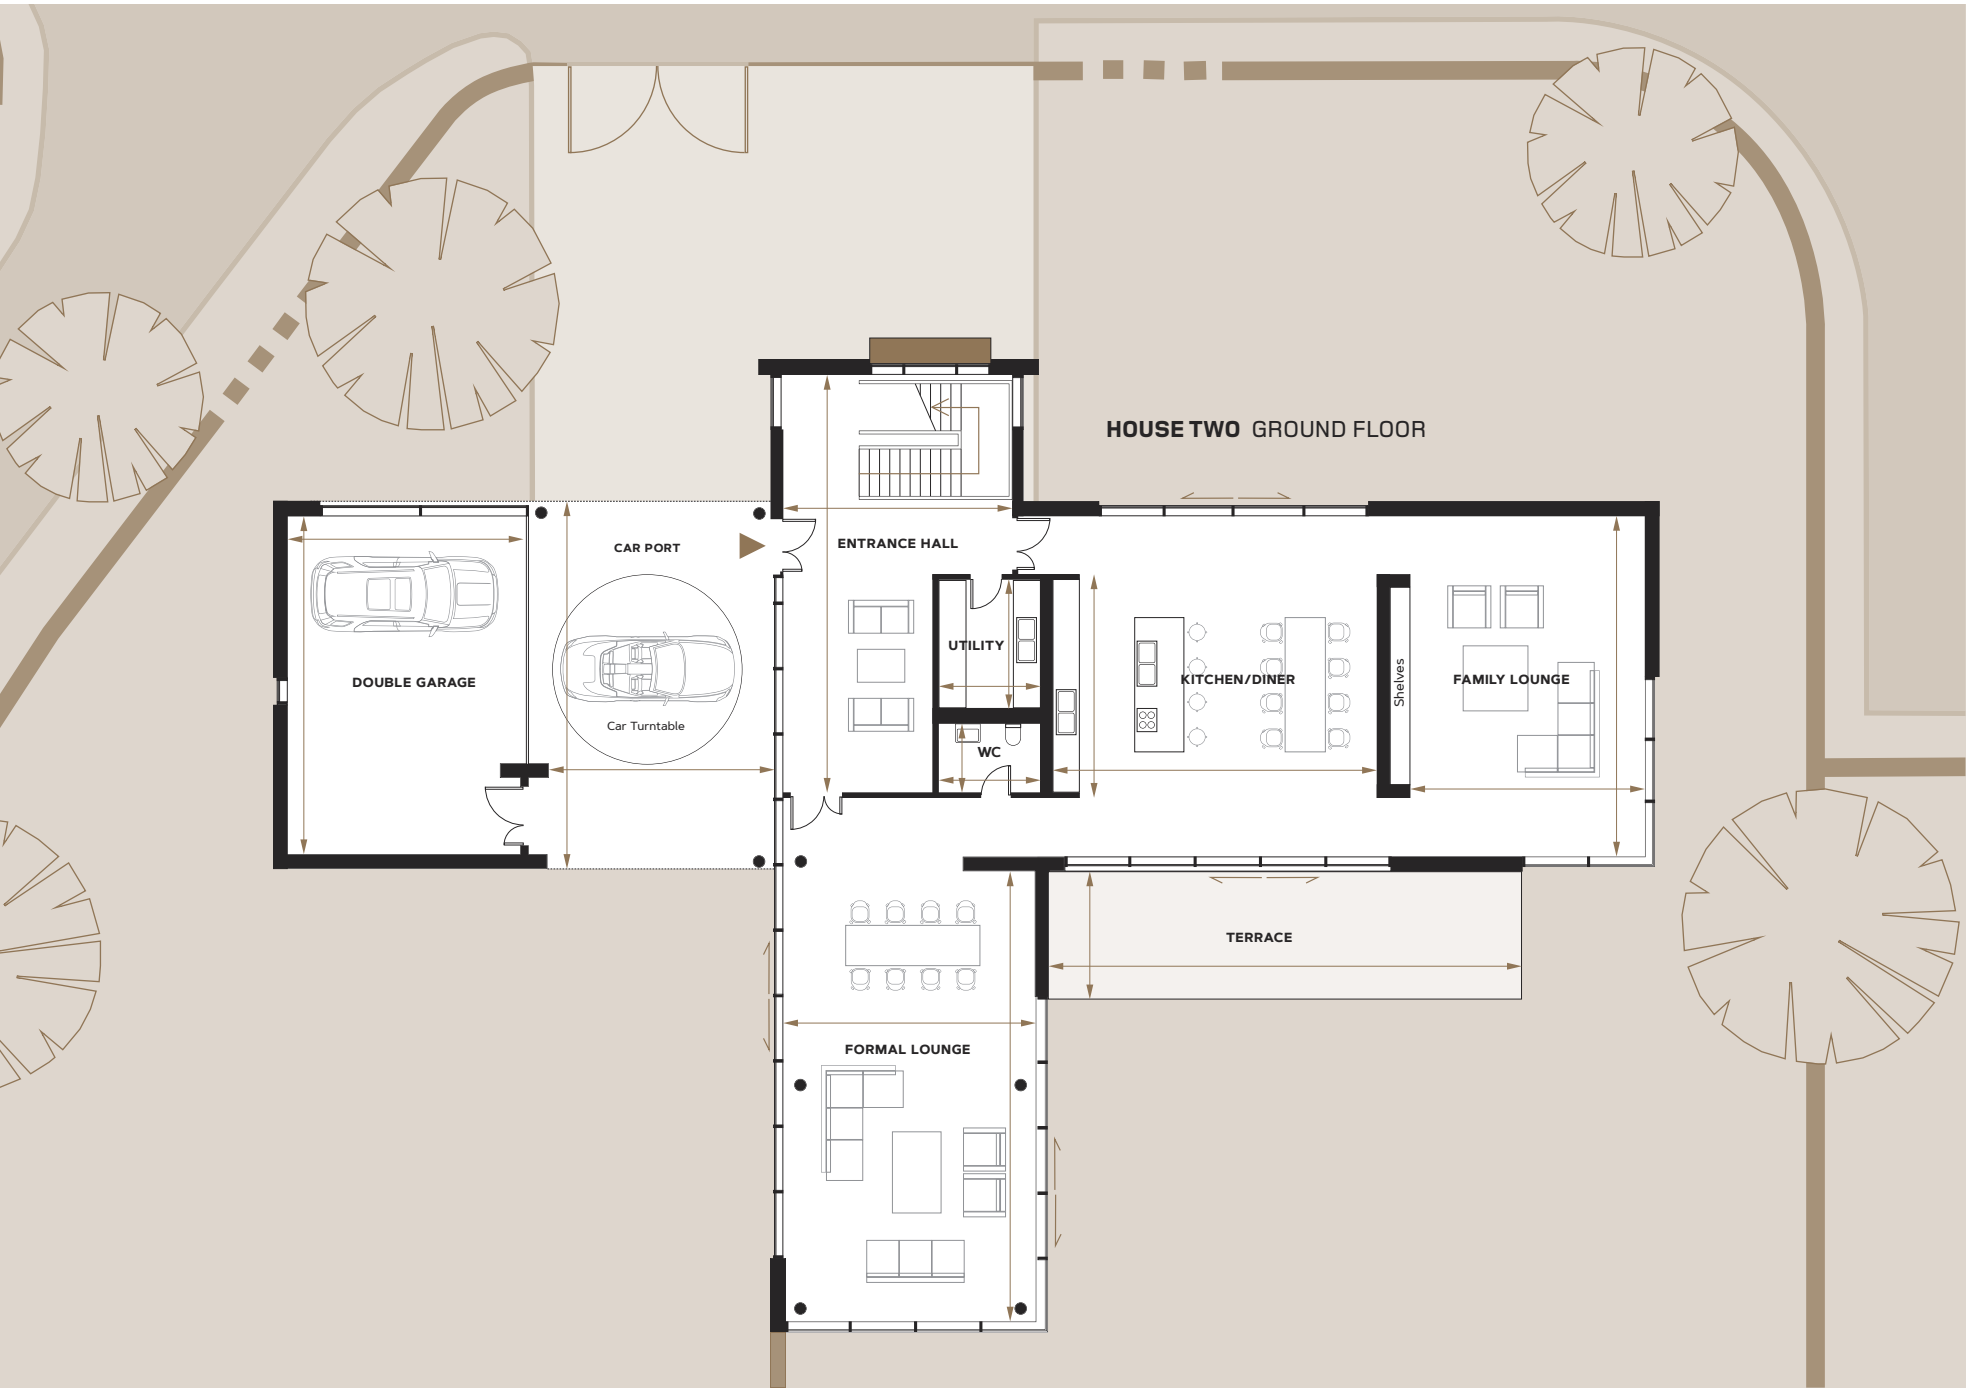 HOUSE TWO GROUND FLOOR
CAR PORT
ENTRANCE HALL
UTILITY
DOUBLE GARAGE
KITCHEN/DINER
Shelves
FAMILY LOUNGE
Car Turntable
WC
TERRACE
FORMAL LOUNGE